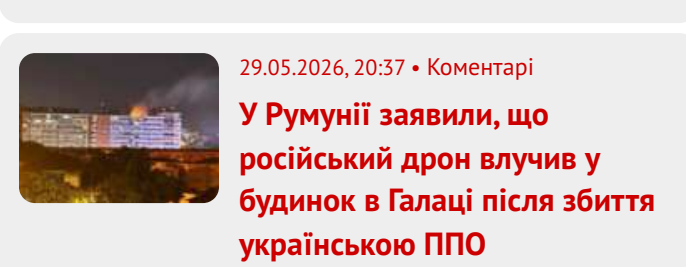 29.05.2026, 20:37 • Коментарі
У Румунії заявили, що
російський дрон влучив у
будинок в Галаці після збиття
українською ППО